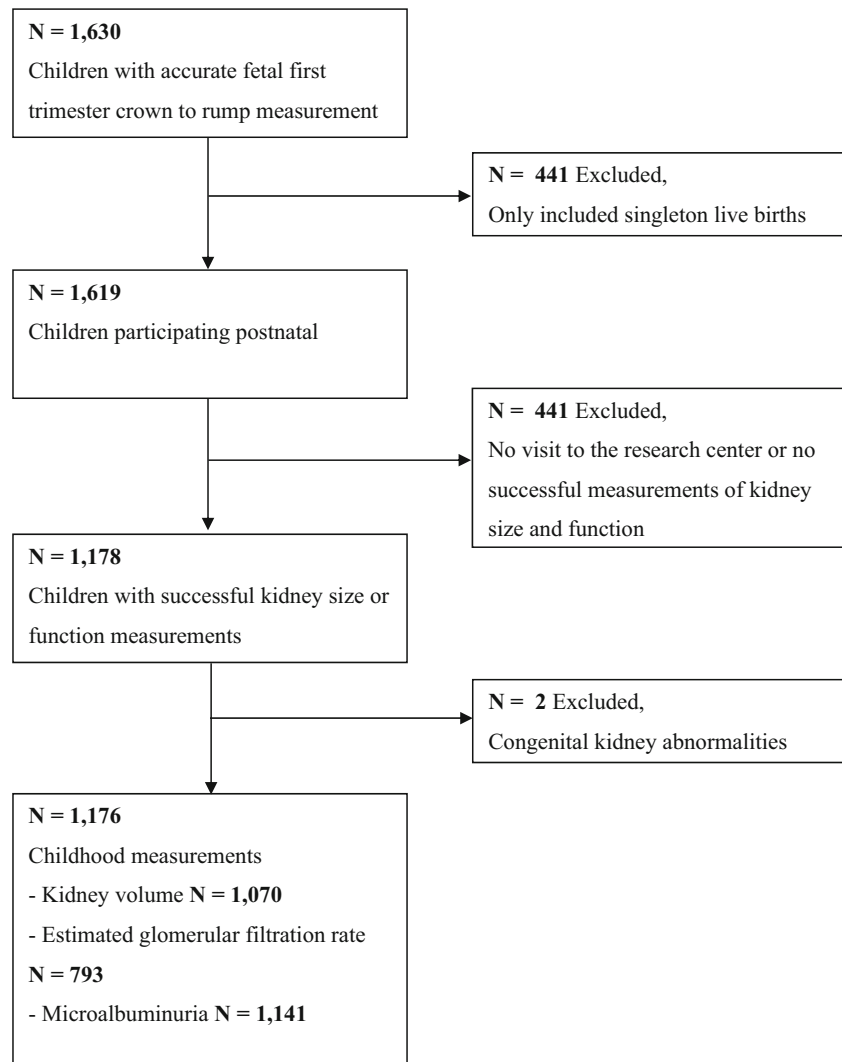 N = 1,630
Children with accurate fetal first
trimester crown to rump measurement
N = 441 Excluded,
Only included singleton live births
N = 1,619
Children participating postnatal
N = 441 Excluded,
No visit to the research center or no
successful measurements of kidney
size and function
N = 1,178
Children with successful kidney size or
function measurements
N = 2 Excluded,
Congenital kidney abnormalities
N = 1,176
Childhood measurements
- Kidney volume N = 1,070
- Estimated glomerular filtration rate
N = 793
- Microalbuminuria N = 1,141